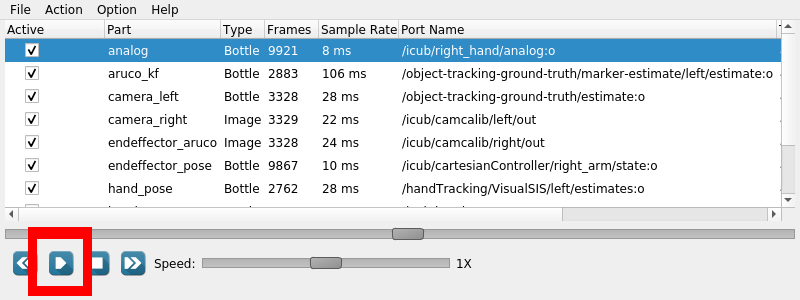 File Action Option Help
Active Part Type Frames Sample Rate Port Name
analog Bottle 9921 8 ms /icub/right_hand/analog:o
aruco_kf Bottle 2883 106 ms /object-tracking-ground-truth/marker-estimate/left/estimate:o
camera_left Bottle 3328 28 ms /object-tracking-ground-truth/estimate:o
camera_right Image 3329 22 ms /icub/camcalib/left/out
endeffector_aruco Image 3328 24 ms /icub/camcalib/right/out
endeffector_pose Bottle 9867 10 ms /icub/cartesianController/right_arm/state:o
hand_pose Bottle 2762 28 ms /handTracking/VisualSIS/left/estimates:o
Speed: 1X